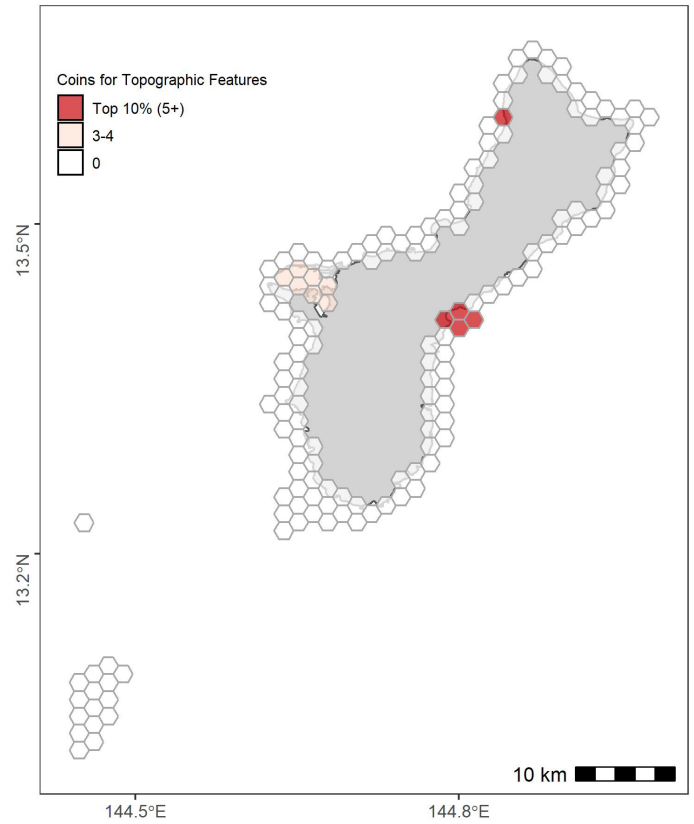 Coins for Topographic Features
Top 10% (5+)
3-4
0
13.5°N
13.2°N
10 km
144.5°E
144.8°E